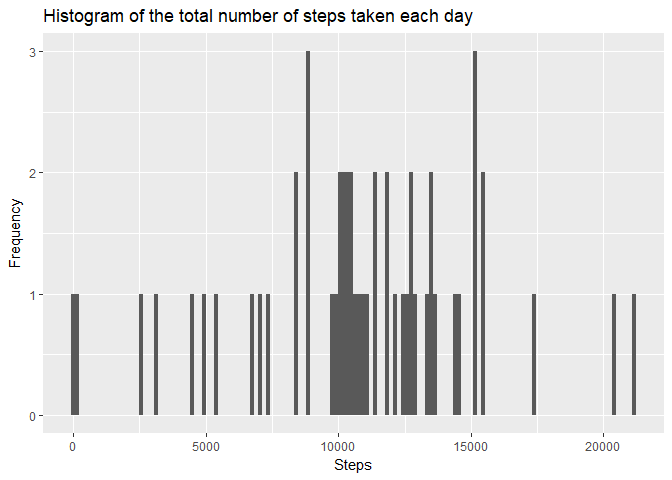 Histogram of the total number of steps taken each day
3
2
1
0
Frequency
0 5000 10000 15000 20000
Steps